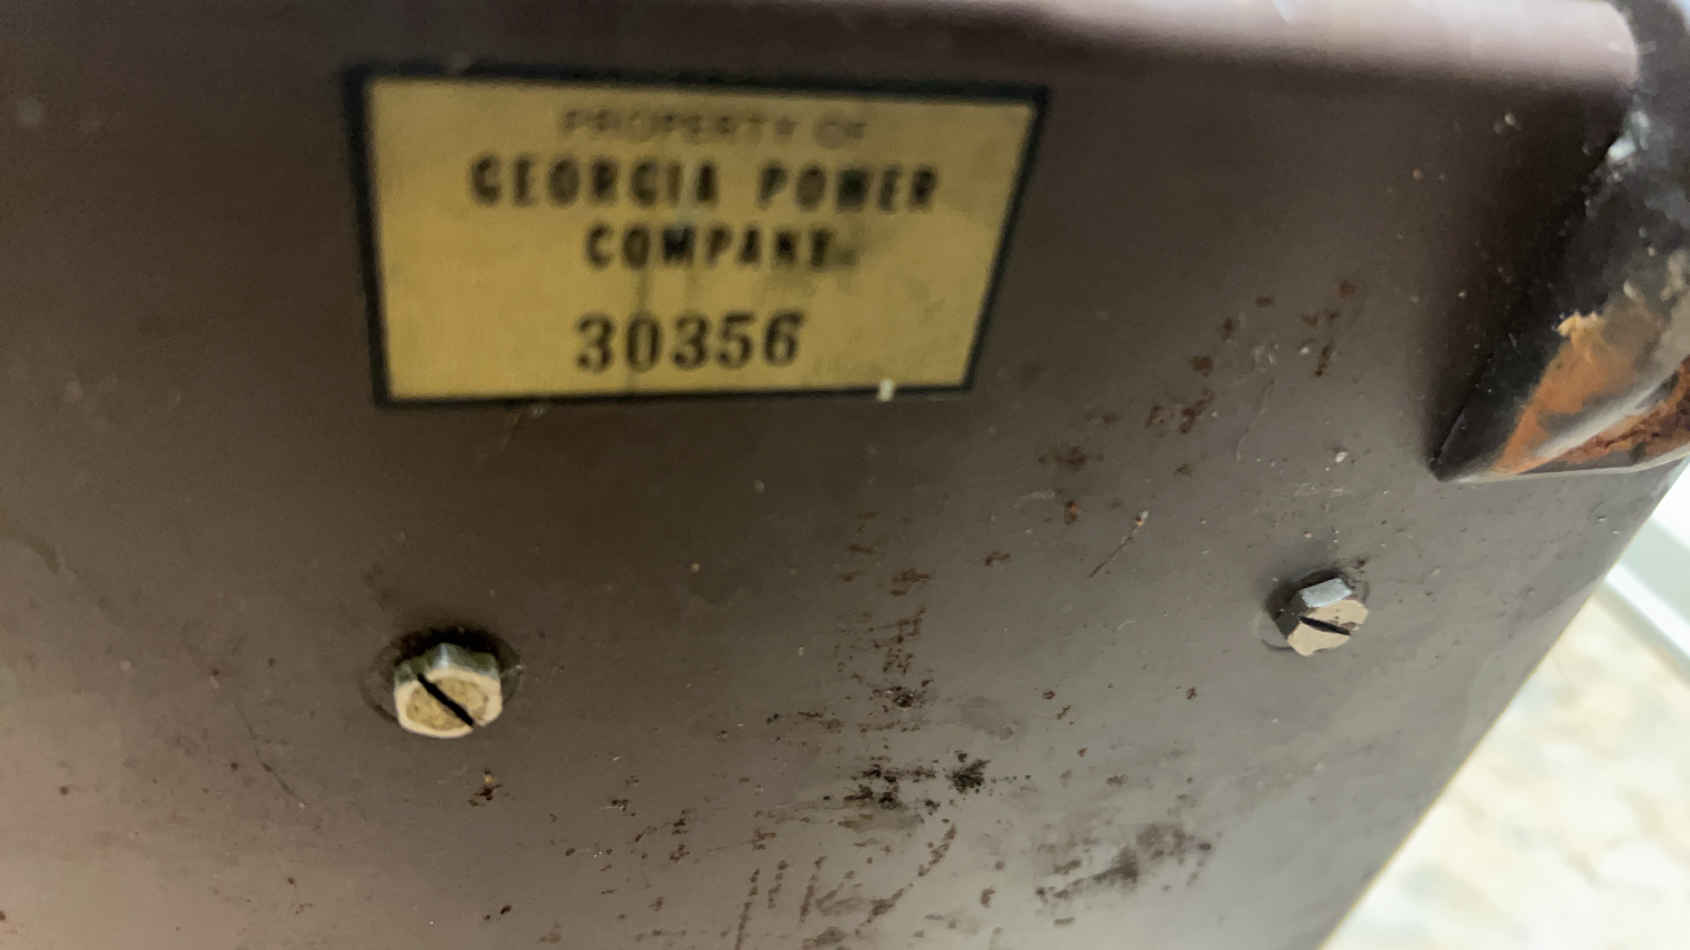 PROPERTY OF
GEORGIA POWER
COMPANY
30356